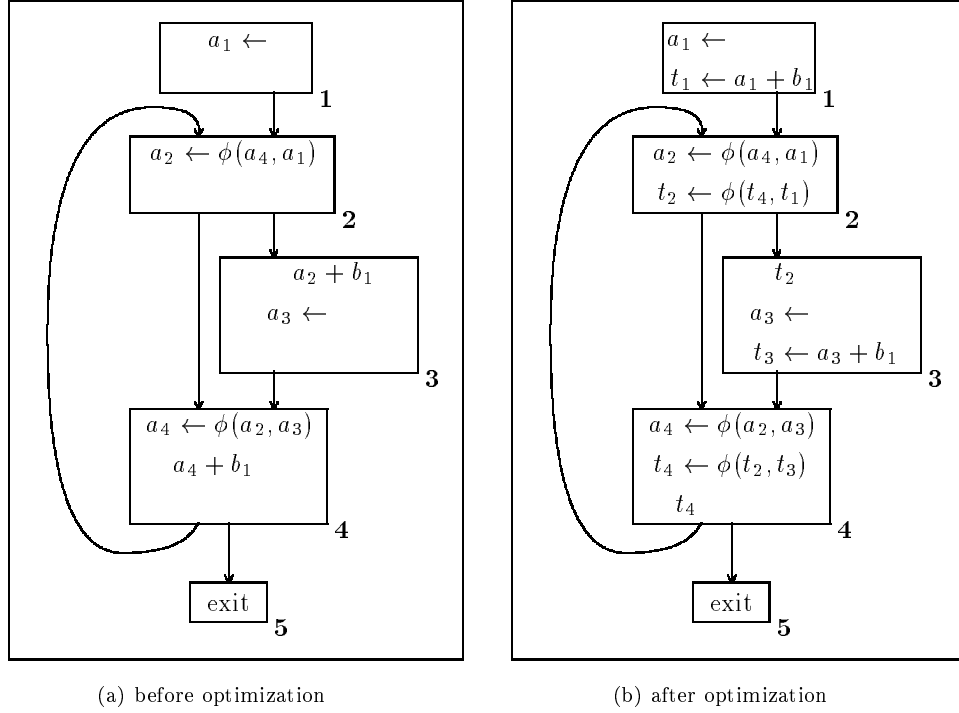 a₁ ←
1
a₂ ← ϕ(a₄, a₁)
2
a₂ + b₁
a₃ ←
3
a₄ ← ϕ(a₂, a₃)
a₄ + b₁
4
exit
5
(a) before optimization
a₁ ←
t₁ ← a₁ + b₁
1
a₂ ← ϕ(a₄, a₁)
t₂ ← ϕ(t₄, t₁)
2
t₂
a₃ ←
t₃ ← a₃ + b₁
3
a₄ ← ϕ(a₂, a₃)
t₄ ← ϕ(t₂, t₃)
t₄
4
exit
5
(b) after optimization